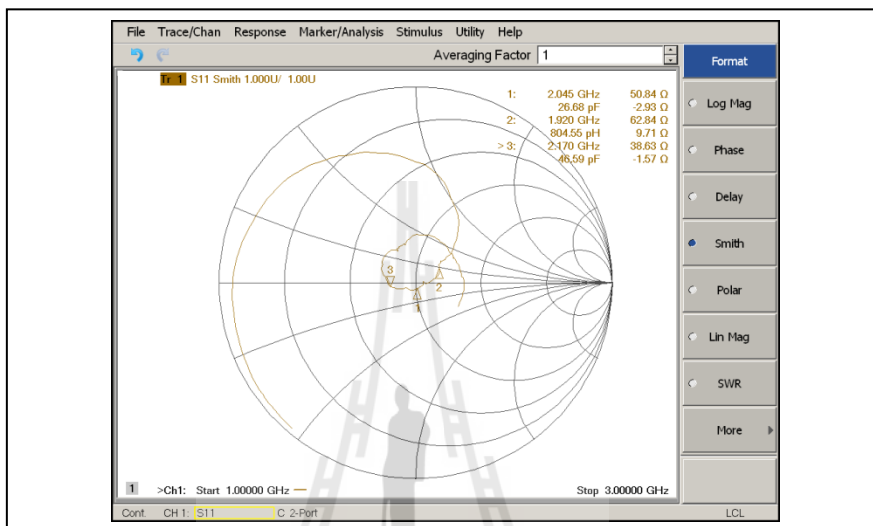 File Trace/Chan Response Marker/Analysis Stimulus Utility Help
Averaging Factor 1
Format
Tr 1 S11 Smith 1.000U/ 1.00U
1: 2.045 GHz 50.84 Ω
26.68 pF -2.93 Ω
2: 1.920 GHz 62.84 Ω
804.55 pH 9.71 Ω
> 3: 2.170 GHz 38.63 Ω
46.59 pF -1.57 Ω
Log Mag
Phase
Delay
Smith
Polar
Lin Mag
SWR
More
3
2
1
1 >Ch1: Start 1.00000 GHz — Stop 3.00000 GHz
Cont. CH 1: S11 C 2-Port LCL